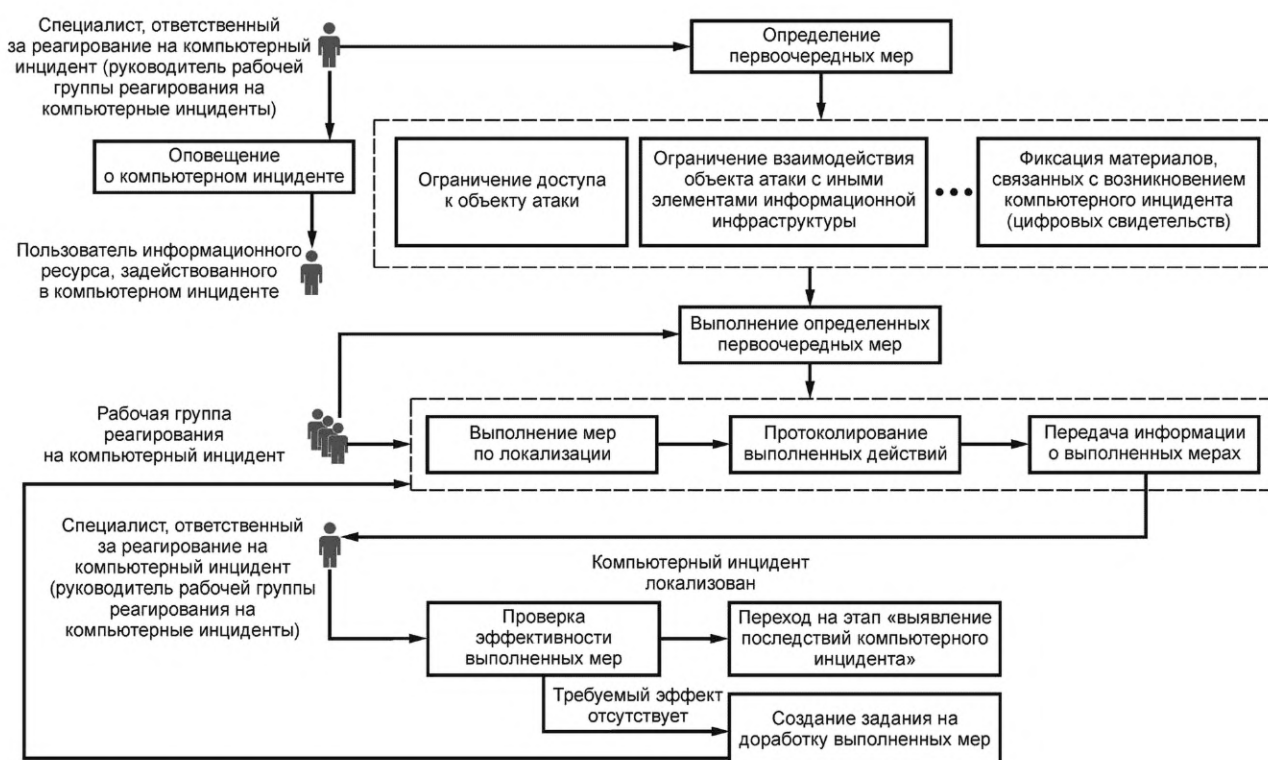 Специалист, ответственный
за реагирование на компьютерный
инцидент (руководитель рабочей
группы реагирования на
компьютерные инциденты)
Определение
первоочередных мер
Оповещение
о компьютерном инциденте
Ограничение доступа
к объекту атаки
Ограничение взаимодействия
объекта атаки с иными
элементами информационной
инфраструктуры
Фиксация материалов,
связанных с возникновением
компьютерного инцидента
(цифровых свидетельств)
Пользователь информационного
ресурса, задействованного
в компьютерном инциденте
Выполнение определенных
первоочередных мер
Рабочая группа
реагирования
на компьютерный инцидент
Выполнение мер
по локализации
Протоколирование
выполненных действий
Передача информации
о выполненных мерах
Специалист, ответственный
за реагирование на
компьютерный инцидент
(руководитель рабочей группы
реагирования на
компьютерные инциденты)
Компьютерный инцидент
локализован
Проверка
эффективности
выполненных мер
Переход на этап «выявление
последствий компьютерного
инцидента»
Требуемый эффект
отсутствует
Создание задания на
доработку выполненных мер